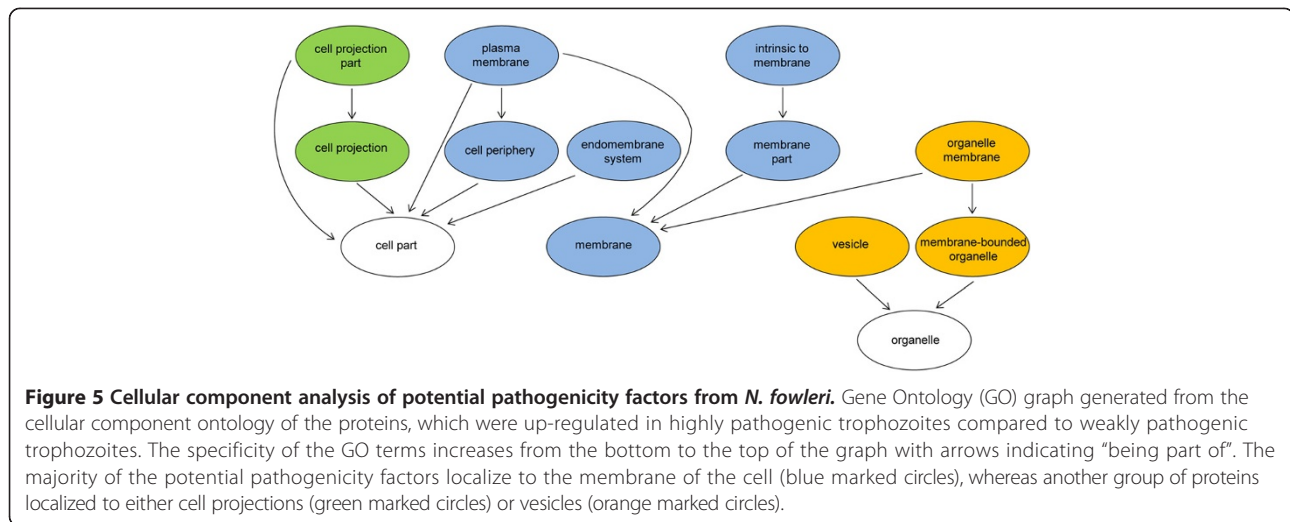 cell projection
part
plasma
membrane
intrinsic to
membrane
cell projection
cell periphery
endomembrane
system
membrane
part
organelle
membrane
cell part
membrane
vesicle
membrane-bounded
organelle
organelle
Figure 5 Cellular component analysis of potential pathogenicity factors from N. fowleri. Gene Ontology (GO) graph generated from the
cellular component ontology of the proteins, which were up-regulated in highly pathogenic trophozoites compared to weakly pathogenic
trophozoites. The specificity of the GO terms increases from the bottom to the top of the graph with arrows indicating “being part of”. The
majority of the potential pathogenicity factors localize to the membrane of the cell (blue marked circles), whereas another group of proteins
localized to either cell projections (green marked circles) or vesicles (orange marked circles).